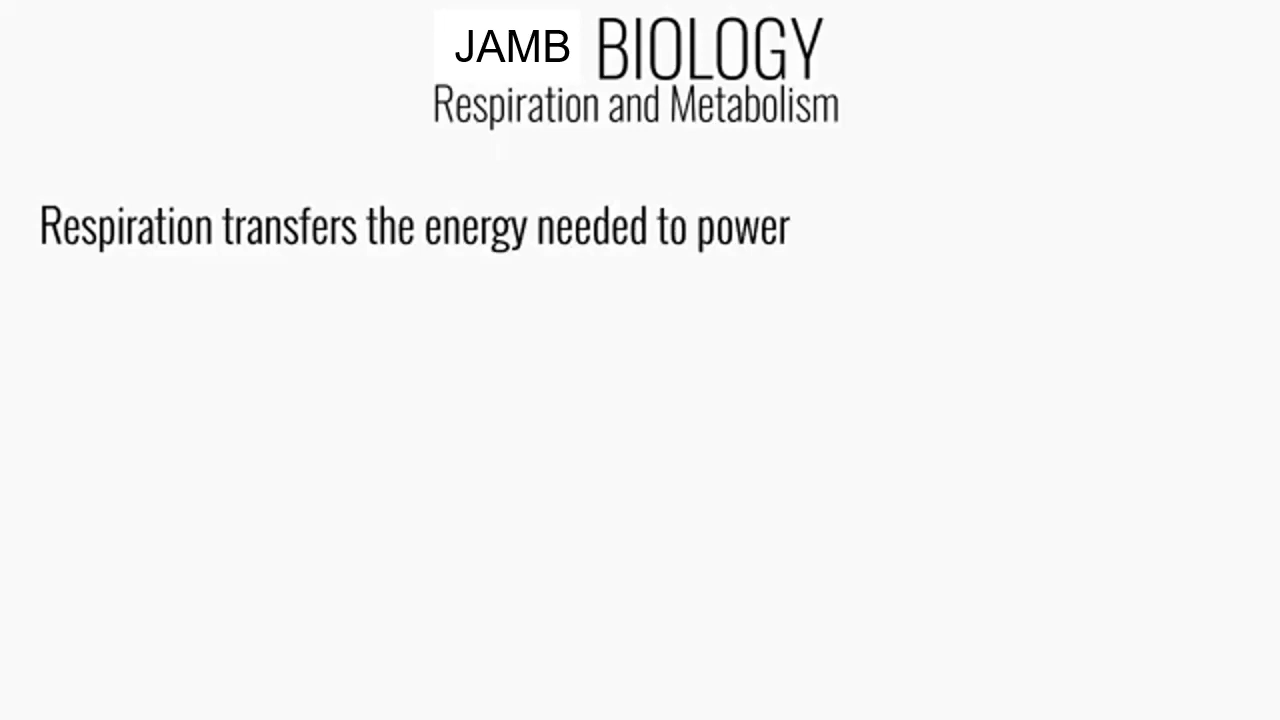 JAMB BIOLOGY
Respiration and Metabolism
Respiration transfers the energy needed to power